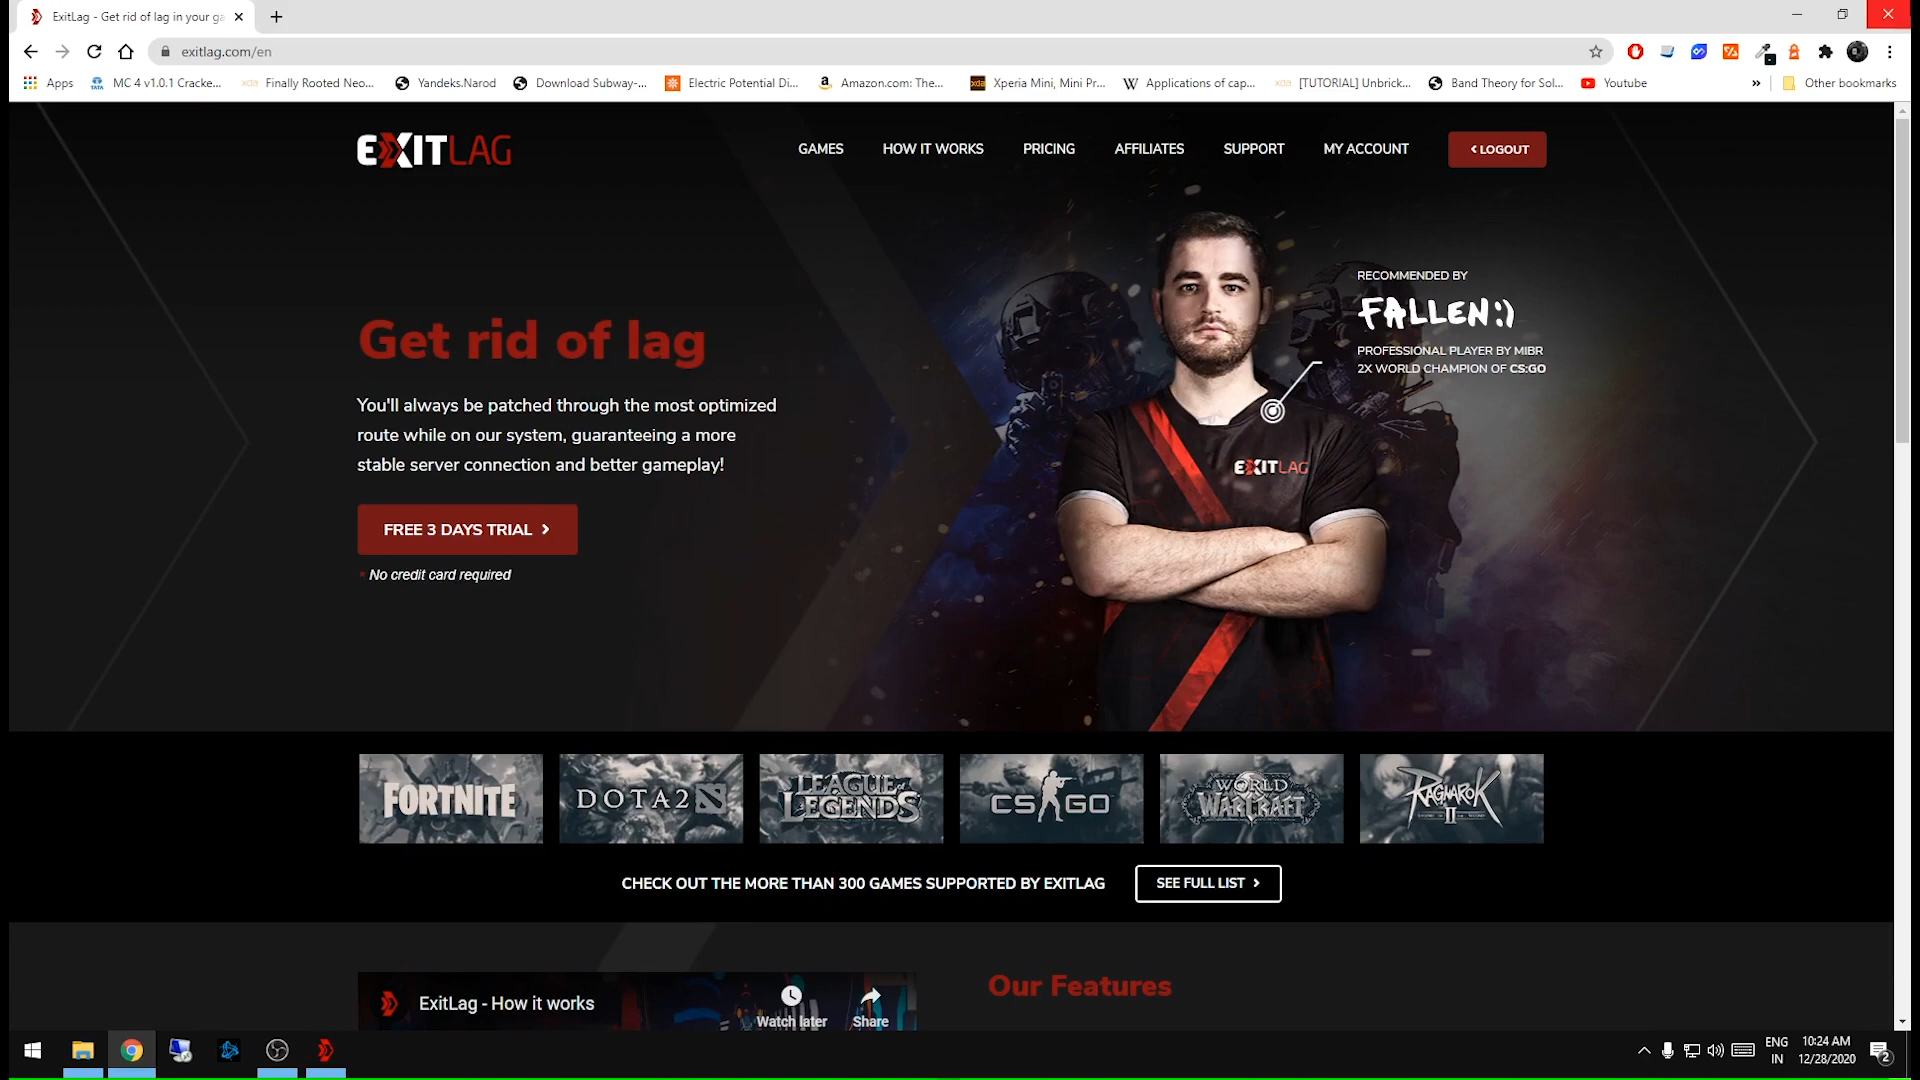 ExitLag - Get rid of lag in your ga
exitlag.com/en
Apps
MC 4 v1.0.1 Cracke...
Finally Rooted Neo...
Yandeks.Narod
Download Subway-...
Electric Potential Di...
Amazon.com: The...
Xperia Mini, Mini Pr...
Applications of cap...
[TUTORIAL] Unbrick...
Band Theory for Sol...
Youtube
»
Other bookmarks
EXITLAG
GAMES
HOW IT WORKS
PRICING
AFFILIATES
SUPPORT
MY ACCOUNT
LOGOUT
RECOMMENDED BY
FALLEN:)
PROFESSIONAL PLAYER BY MIBR
2X WORLD CHAMPION OF CS:GO
Get rid of lag
You'll always be patched through the most optimized
route while on our system, guaranteeing a more
stable server connection and better gameplay!
EXITLAG
FREE 3 DAYS TRIAL
* No credit card required
FORTNITE
DOTA 2
LEAGUE of LEGENDS
CS GO
WORLD WARCRAFT
RAGNAROK II
CHECK OUT THE MORE THAN 300 GAMES SUPPORTED BY EXITLAG
SEE FULL LIST
ExitLag - How it works
Watch later
Share
Our Features
ENG
IN
10:24 AM
12/28/2020
2